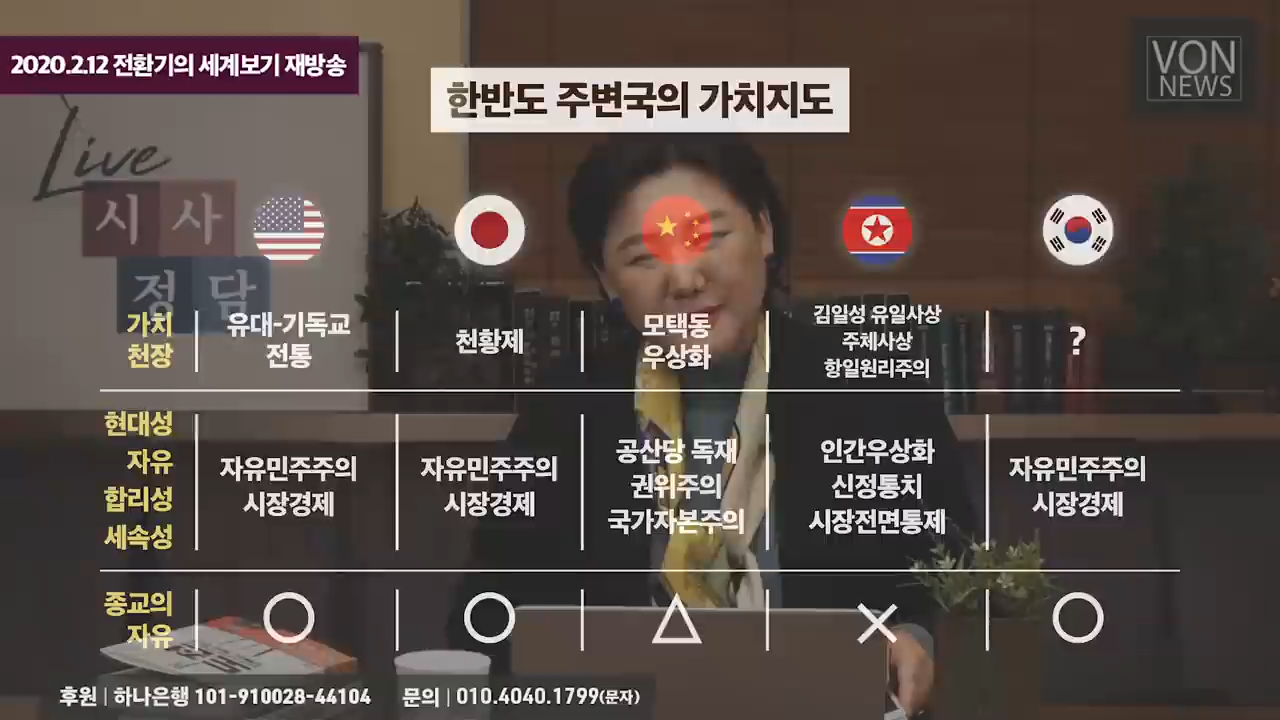 2020.2.12 전환기의 세계보기 재방송
VON
NEWS
한반도 주변국의 가치지도
Live
시사
정담
가치
천장
유대-기독교
전통
천황제
모택동
우상화
김일성 유일사상
주체사상
항일원리주의
?
현대성
자유
합리성
세속성
자유민주주의
시장경제
자유민주주의
시장경제
공산당 독재
권위주의
국가자본주의
인간우상화
신정통치
시장전면통제
자유민주주의
시장경제
종교의
자유
○ ○ △ ✕ ○
후원 | 하나은행 101-910028-44104 문의 | 010.4040.1799(문자)